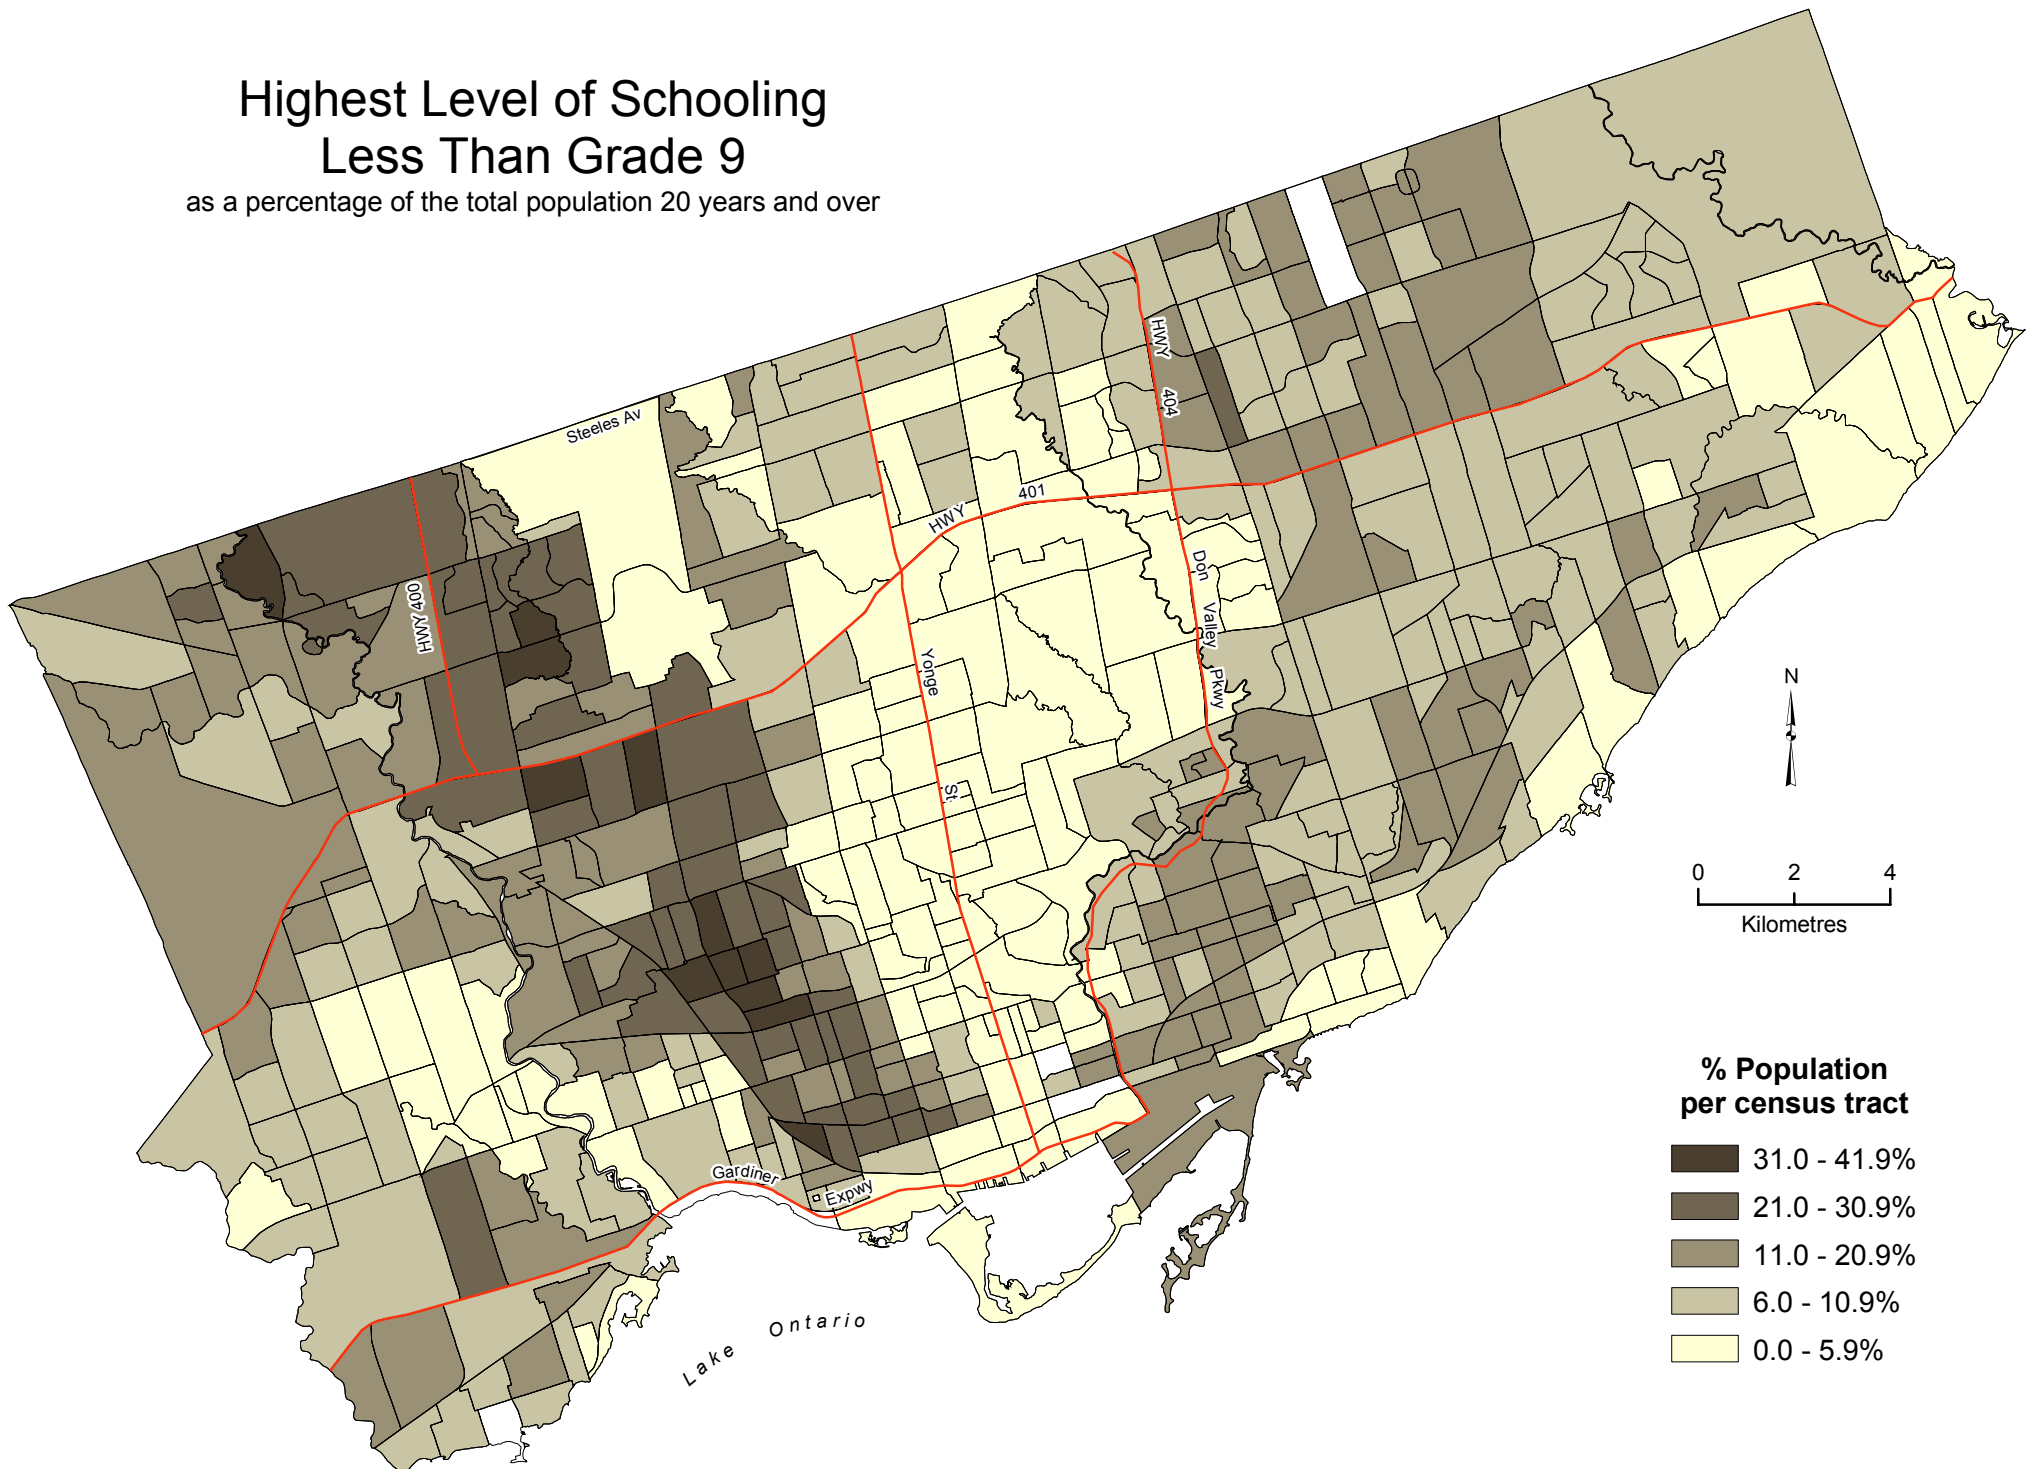 Highest Level of Schooling
Less Than Grade 9
as a percentage of the total population 20 years and over
Steeles Av
HWY 404
HWY 401
HWY 400
Don Valley Pkwy
Yonge St.
Gardiner Expwy
Lake Ontario
N
0 2 4
Kilometres
% Population
per census tract
31.0 - 41.9%
21.0 - 30.9%
11.0 - 20.9%
6.0 - 10.9%
0.0 - 5.9%